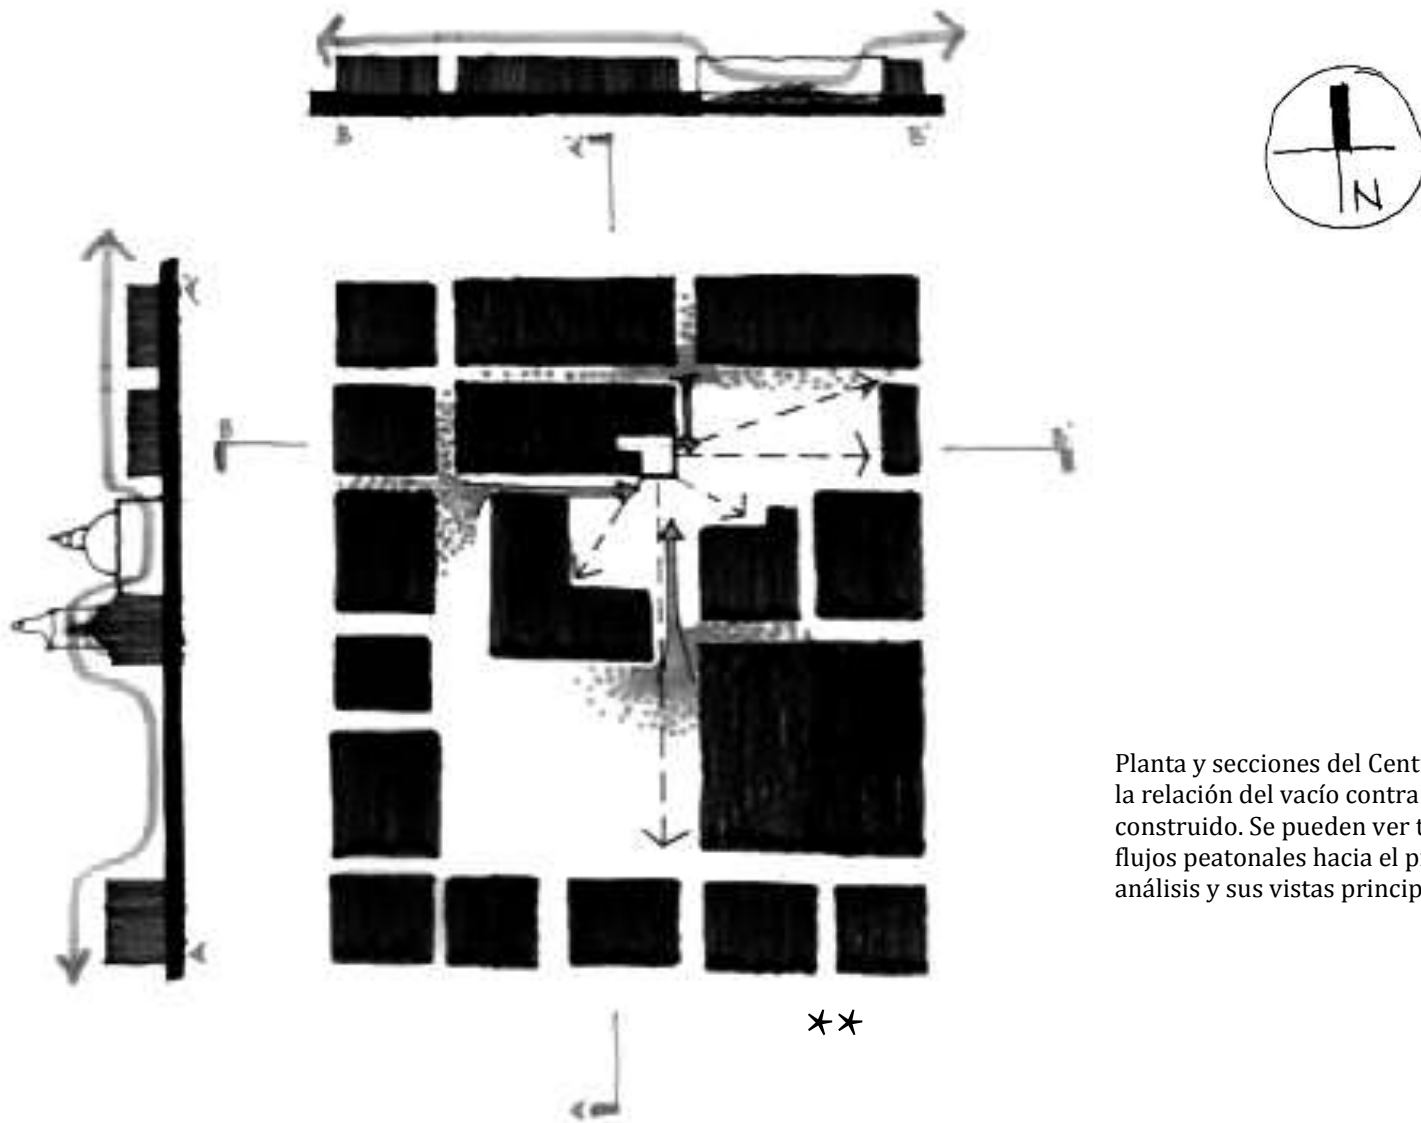 B
B'
A'
N
A'
B
B'
A
Planta y secciones del Cent
la relación del vacío contra
construido. Se pueden ver t
flujos peatonales hacia el p
análisis y sus vistas princip
**
A